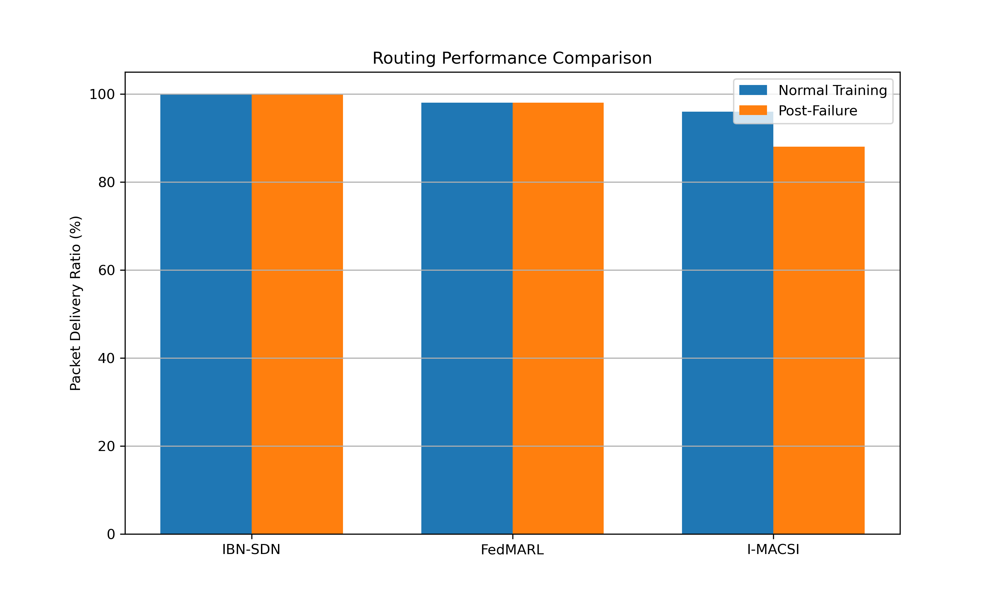 Routing Performance Comparison
Normal Training
Post-Failure
Packet Delivery Ratio (%)
100
80
60
40
20
0
IBN-SDN
FedMARL
I-MACSI